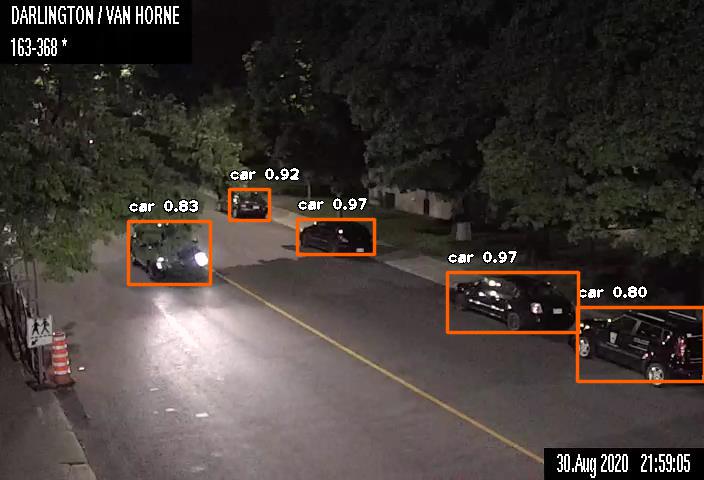 DARLINGTON / VAN HORNE
163-368 *
car 0.92
car 0.83
car 0.97
car 0.97
car 0.80
30.Aug 2020 21:59:05